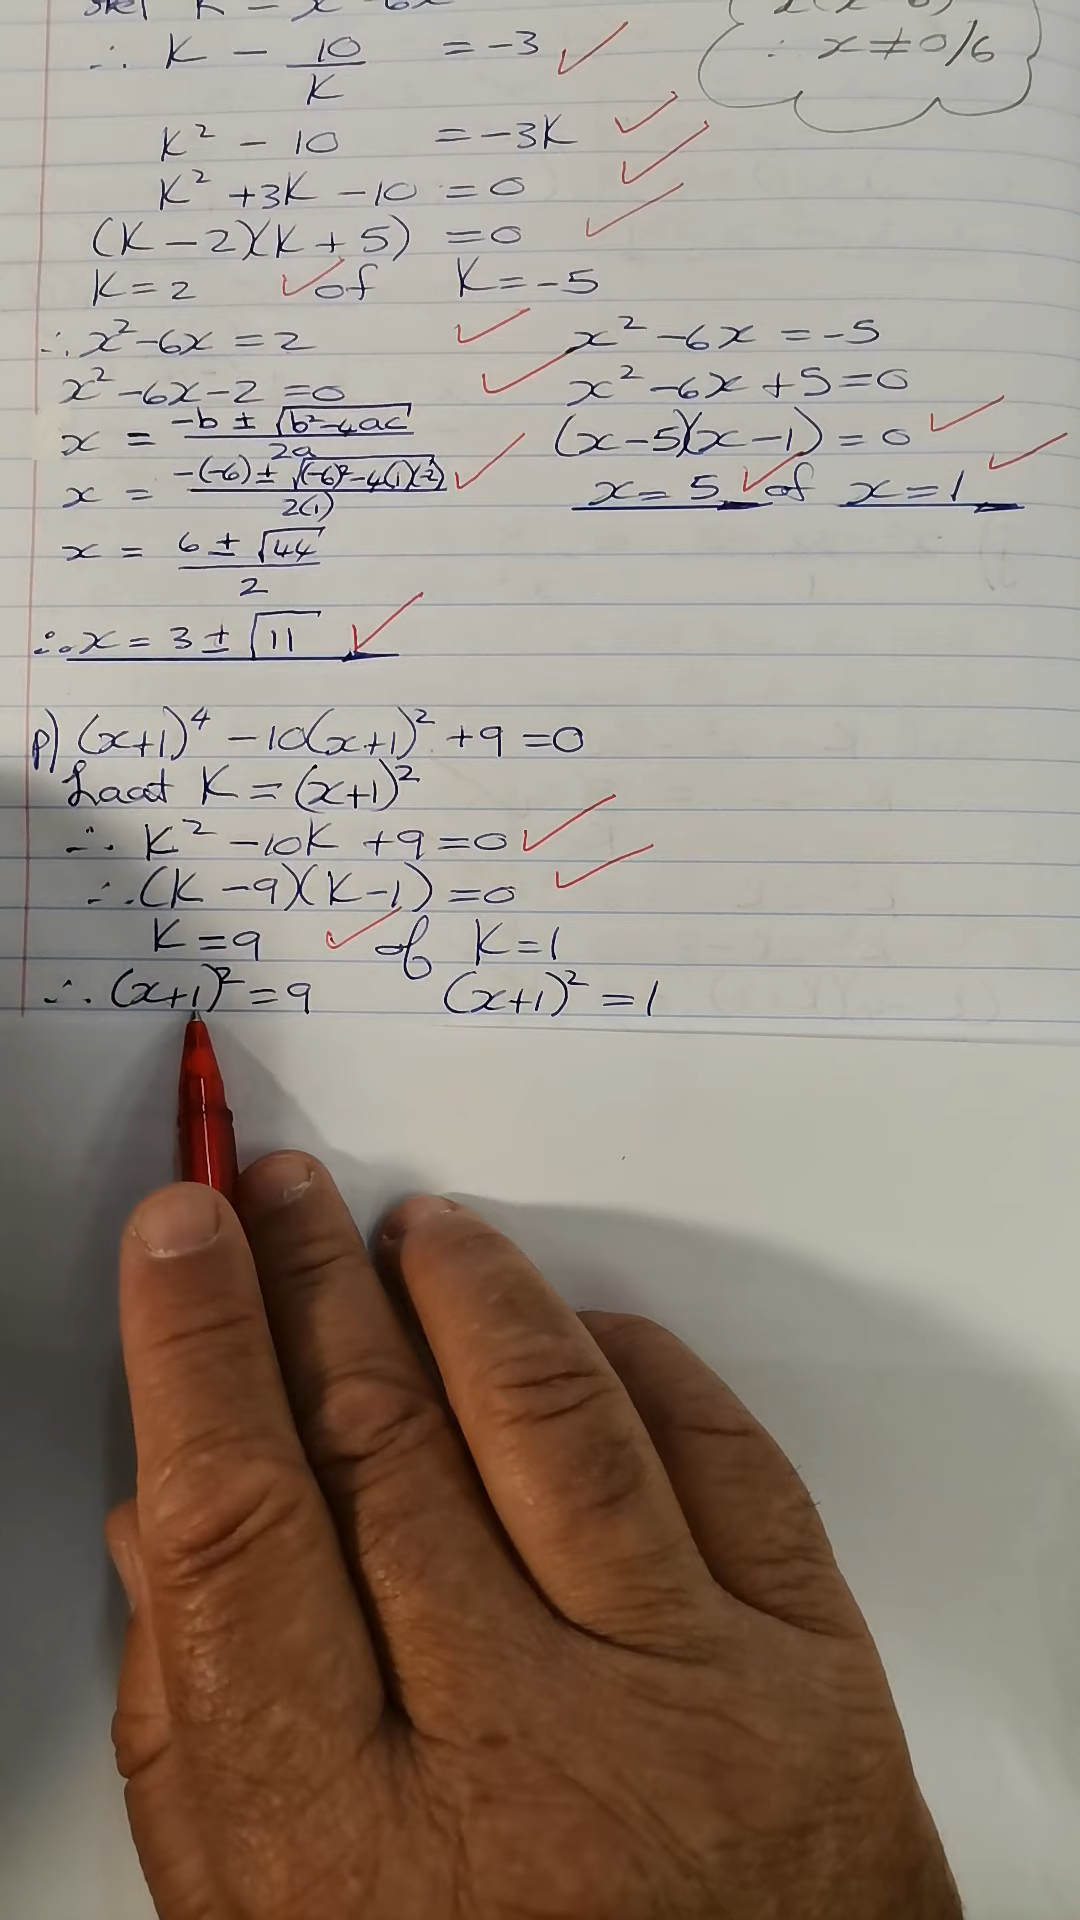 ∴ K - 10/K = -3
∴ x ≠ 0/6
K² - 10 = -3K
K² + 3K - 10 = 0
(K - 2)(K + 5) = 0
K = 2 of K = -5
∴ x² - 6x = 2 x² - 6x = -5
x² - 6x - 2 = 0 x² - 6x + 5 = 0
x = (-b ± √(b² - 4ac))/2a (x - 5)(x - 1) = 0
x = (-(-6) ± √((-6)² - 4(1)(-2)))/2(1) x = 5 of x = 1
x = (6 ± √44)/2
∴ x = 3 ± √11
p) (x+1)⁴ - 10(x+1)² + 9 = 0
Laat K = (x+1)²
∴ K² - 10K + 9 = 0
∴ (K - 9)(K - 1) = 0
K = 9 of K = 1
∴ (x+1)² = 9 (x+1)² = 1